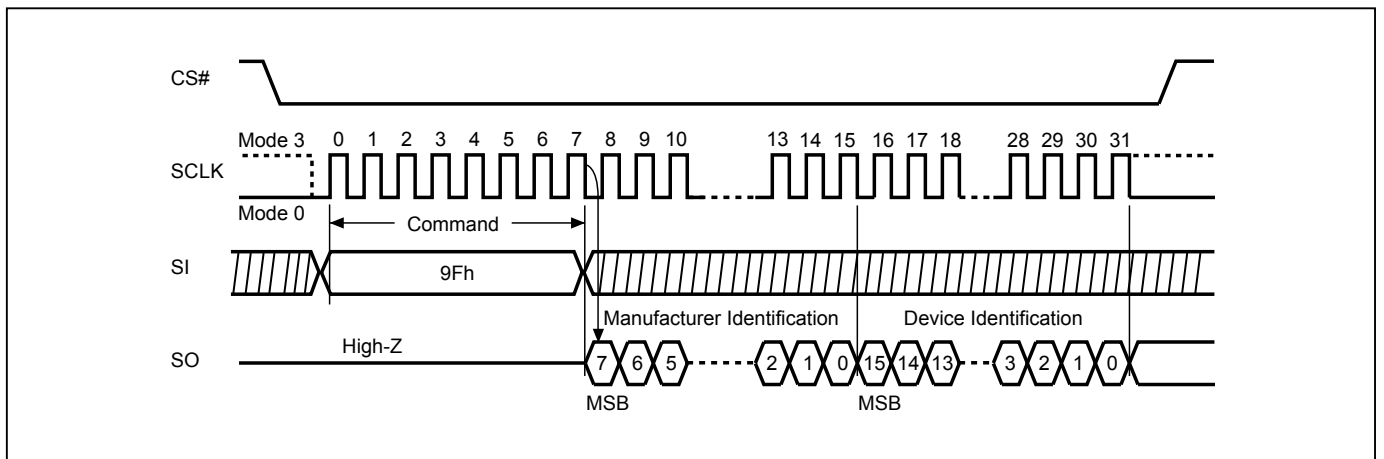 CS#
Mode 3
0 1 2 3 4 5 6 7 8 9 10 13 14 15 16 17 18 28 29 30 31
SCLK
Mode 0
Command
SI
9Fh
Manufacturer Identification Device Identification
High-Z
SO
7 6 5 2 1 0 15 14 13 3 2 1 0
MSB MSB